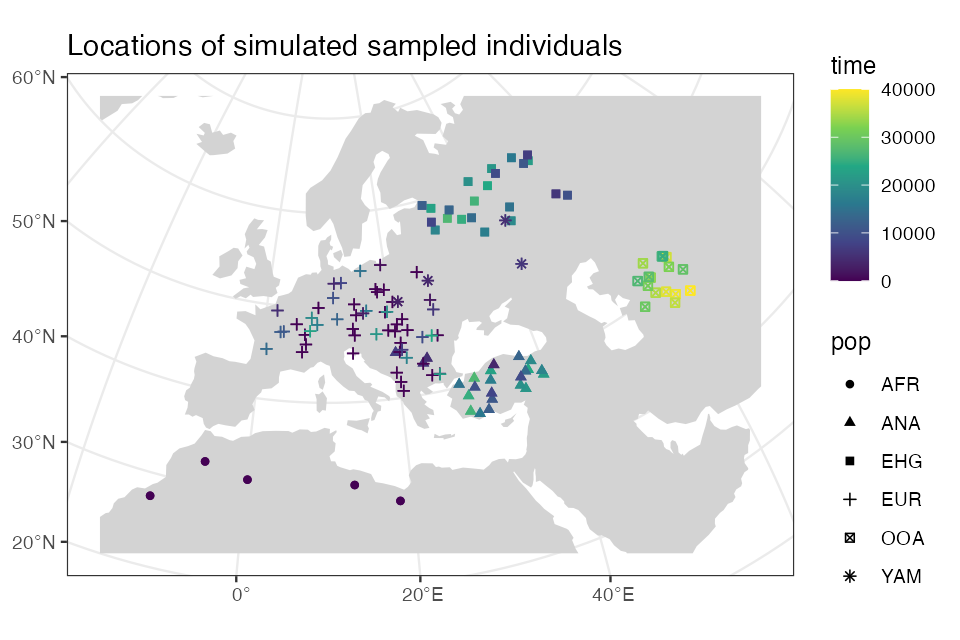 Locations of simulated sampled individuals
60°N
50°N
40°N
30°N
20°N
0°
20°E
40°E
time
40000
30000
20000
10000
0
pop
AFR
ANA
EHG
EUR
OOA
YAM